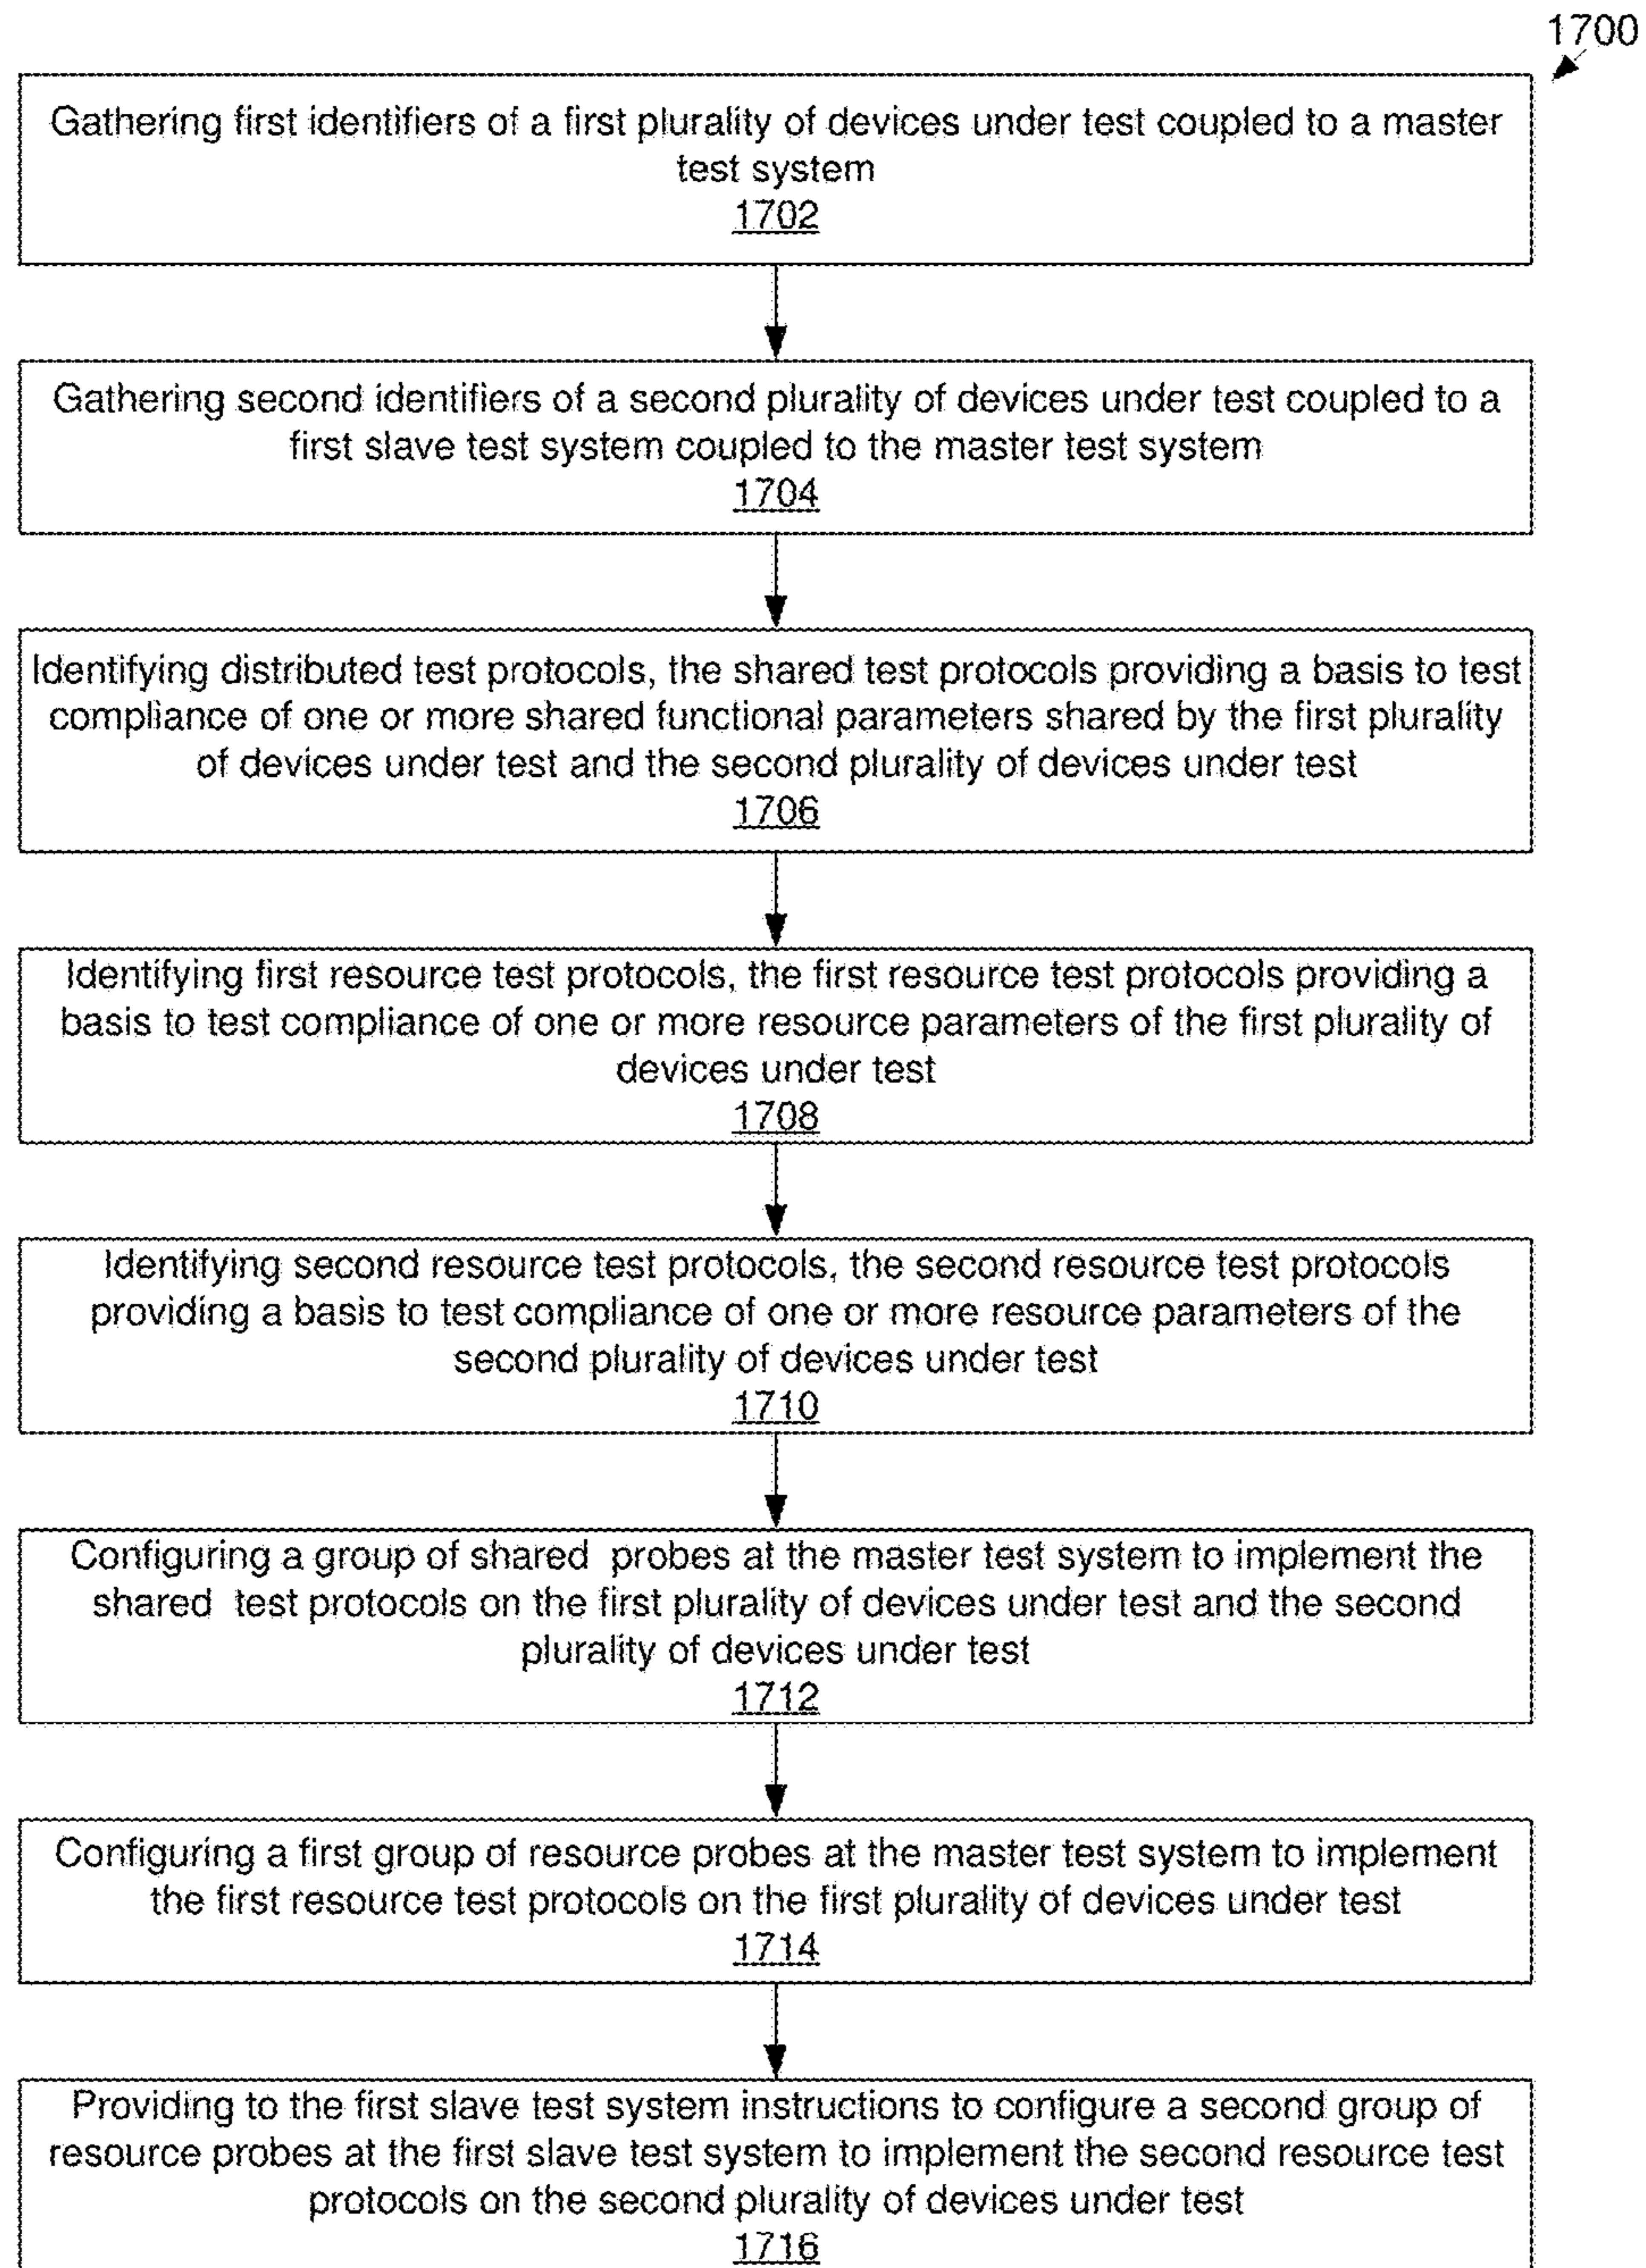 1700
Gathering first identifiers of a first plurality of devices under test coupled to a master
test system
1702
Gathering second identifiers of a second plurality of devices under test coupled to a
first slave test system coupled to the master test system
1704
Identifying distributed test protocols, the shared test protocols providing a basis to test
compliance of one or more shared functional parameters shared by the first plurality
of devices under test and the second plurality of devices under test
1706
Identifying first resource test protocols, the first resource test protocols providing a
basis to test compliance of one or more resource parameters of the first plurality of
devices under test
1708
Identifying second resource test protocols, the second resource test protocols
providing a basis to test compliance of one or more resource parameters of the
second plurality of devices under test
1710
Configuring a group of shared probes at the master test system to implement the
shared test protocols on the first plurality of devices under test and the second
plurality of devices under test
1712
Configuring a first group of resource probes at the master test system to implement
the first resource test protocols on the first plurality of devices under test
1714
Providing to the first slave test system instructions to configure a second group of
resource probes at the first slave test system to implement the second resource test
protocols on the second plurality of devices under test
1716